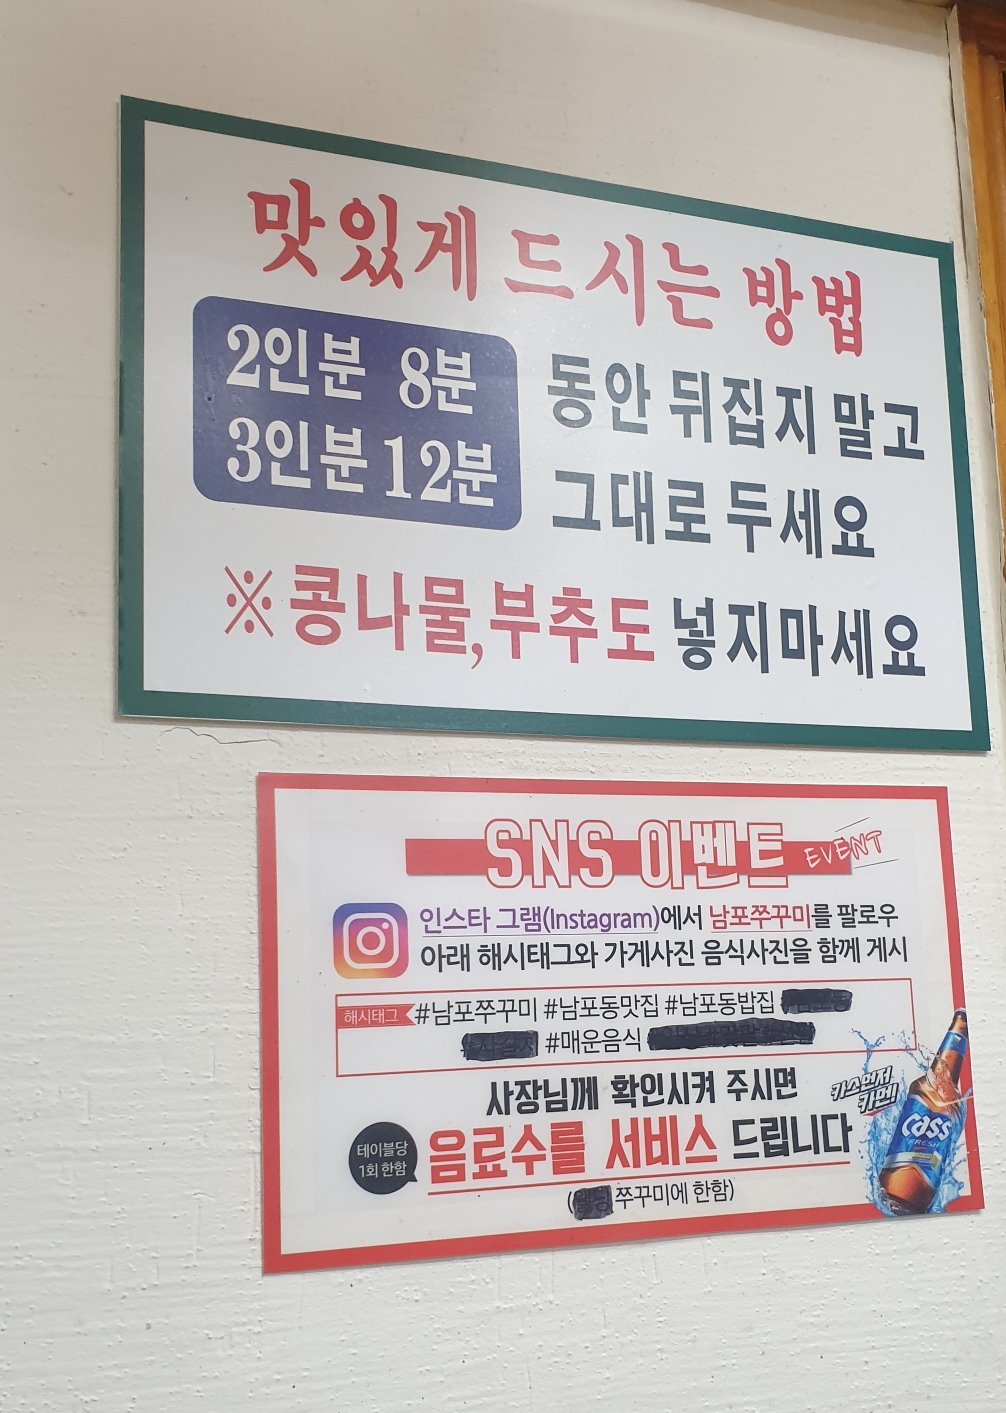 맛있게 드시는 방법
2인분 8분
3인분 12분
동안 뒤집지 말고
그대로 두세요
※콩나물,부추도 넣지마세요
SNS 이벤트 EVENT
인스타 그램(Instagram)에서 남포쭈꾸미를 팔로우
아래 해시태그와 가게사진 음식사진을 함께 게시
해시태그 #남포쭈꾸미 #남포동맛집 #남포동밥집
#매운음식
사장님께 확인시켜 주시면
테이블당
1회 한함
음료수를 서비스 드립니다
(쭈꾸미에 한함)
카스먼저
카면!
Cass
FRESH